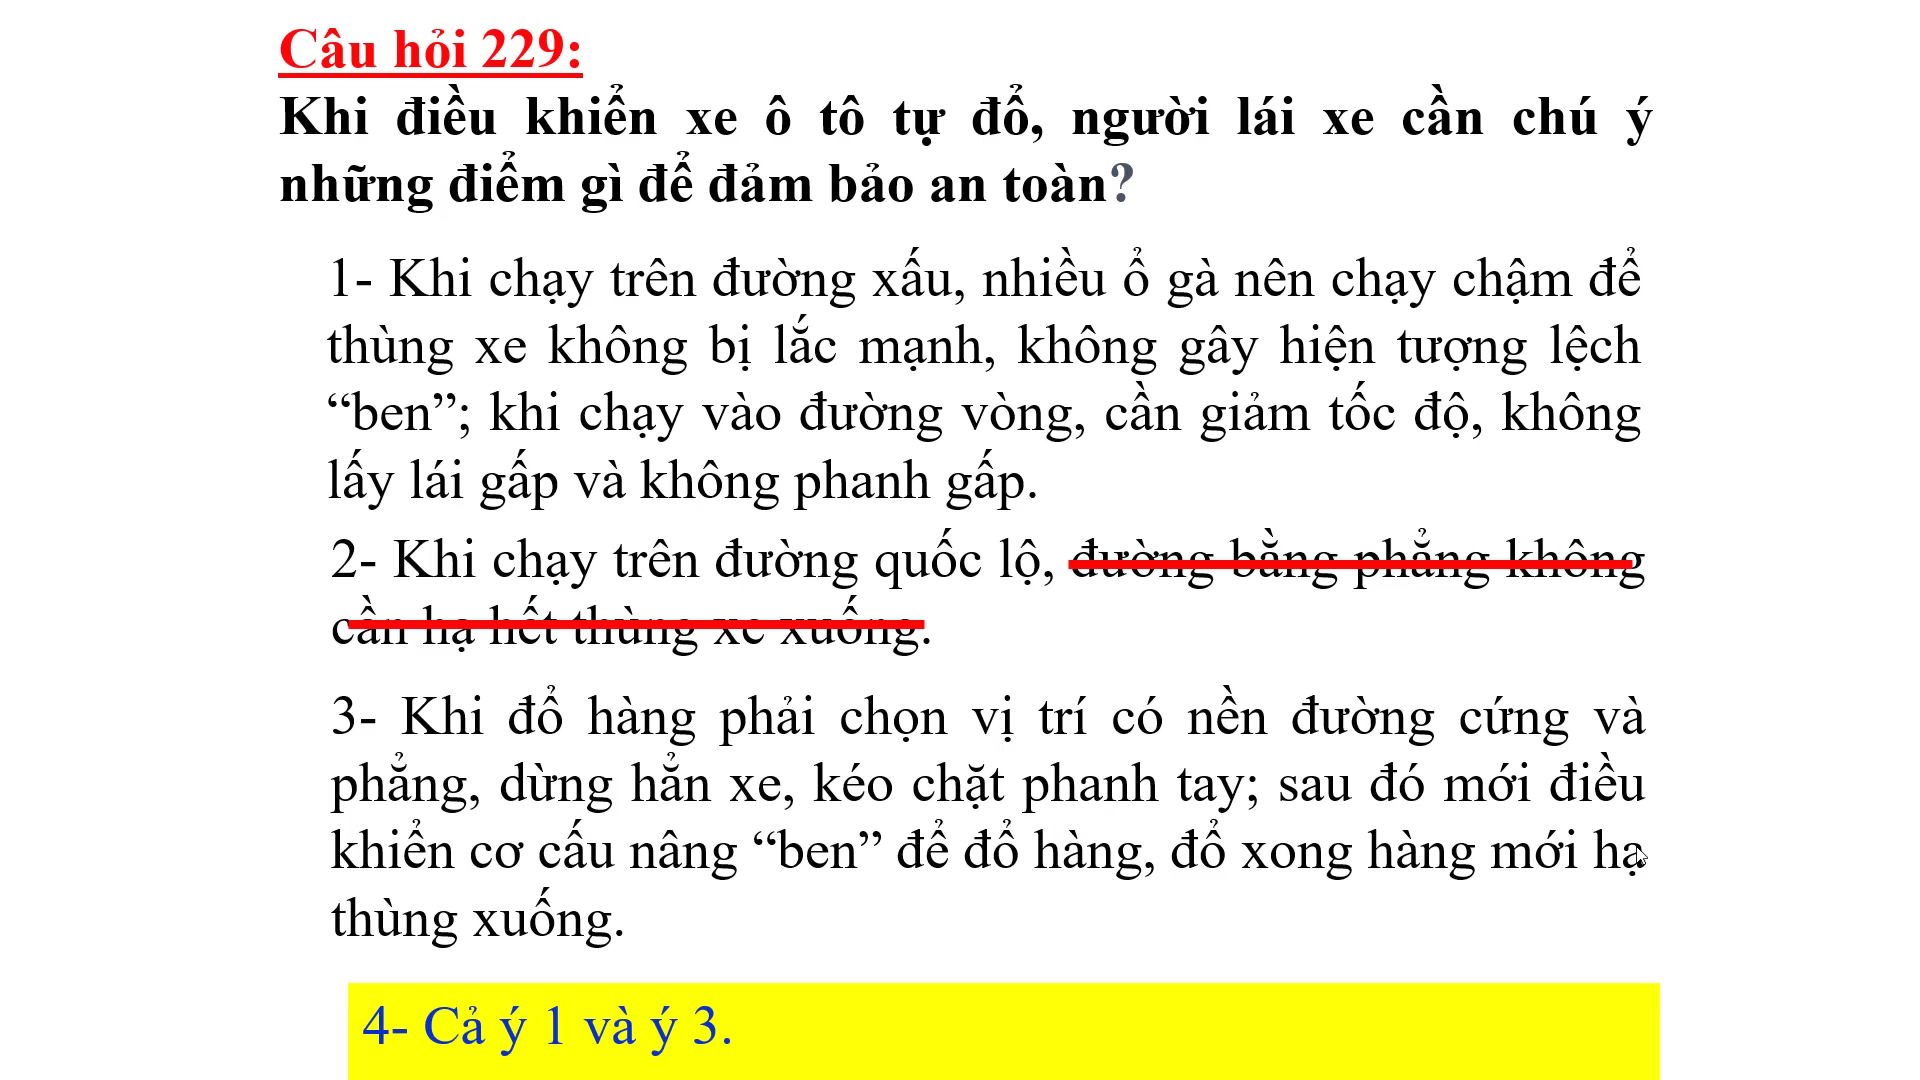 Câu hỏi 229:
Khi điều khiển xe ô tô tự đổ, người lái xe cần chú ý
những điểm gì để đảm bảo an toàn?
1- Khi chạy trên đường xấu, nhiều ổ gà nên chạy chậm để
thùng xe không bị lắc mạnh, không gây hiện tượng lệch
“ben”; khi chạy vào đường vòng, cần giảm tốc độ, không
lấy lái gấp và không phanh gấp.
2- Khi chạy trên đường quốc lộ, đường bằng phẳng không
cần hạ hết thùng xe xuống.
3- Khi đổ hàng phải chọn vị trí có nền đường cứng và
phẳng, dừng hẳn xe, kéo chặt phanh tay; sau đó mới điều
khiển cơ cấu nâng “ben” để đổ hàng, đổ xong hàng mới hạ
thùng xuống.
4- Cả ý 1 và ý 3.